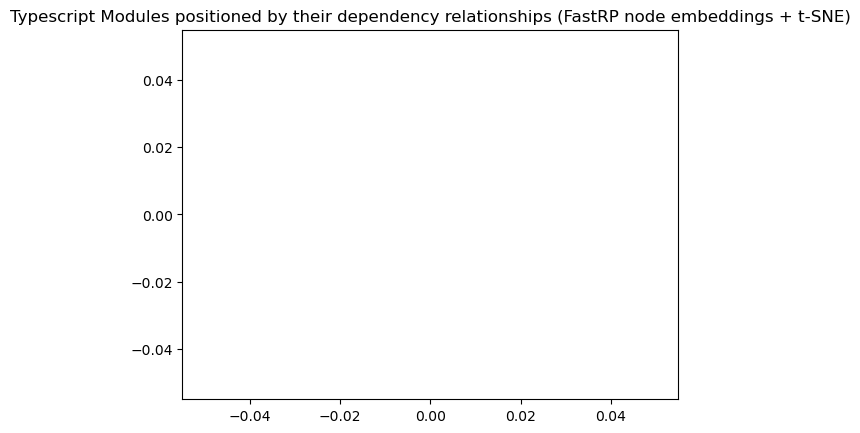 Typescript Modules positioned by their dependency relationships (FastRP node embeddings + t-SNE)
0.04
0.02
0.00
−0.02
−0.04
−0.04 −0.02 0.00 0.02 0.04